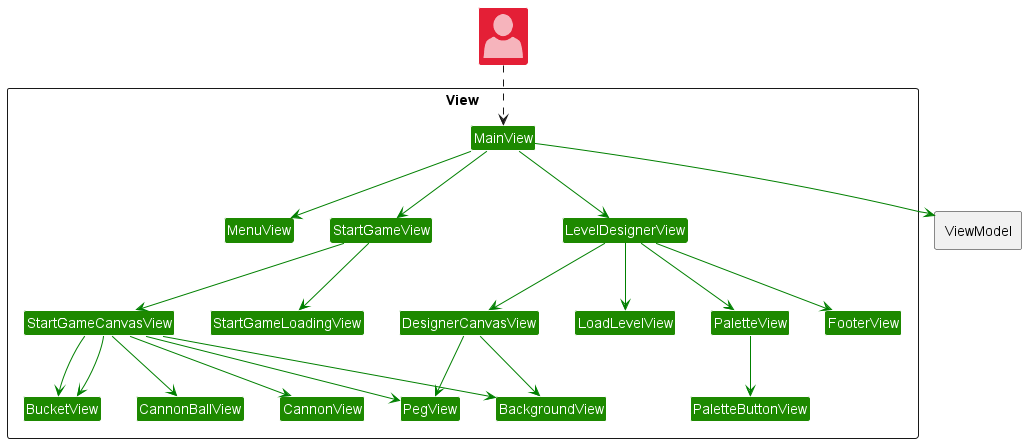 View
MainView
MenuView
StartGameView
LevelDesignerView
ViewModel
StartGameCanvasView
StartGameLoadingView
DesignerCanvasView
LoadLevelView
PaletteView
FooterView
BucketView
CannonBallView
CannonView
PegView
BackgroundView
PaletteButtonView